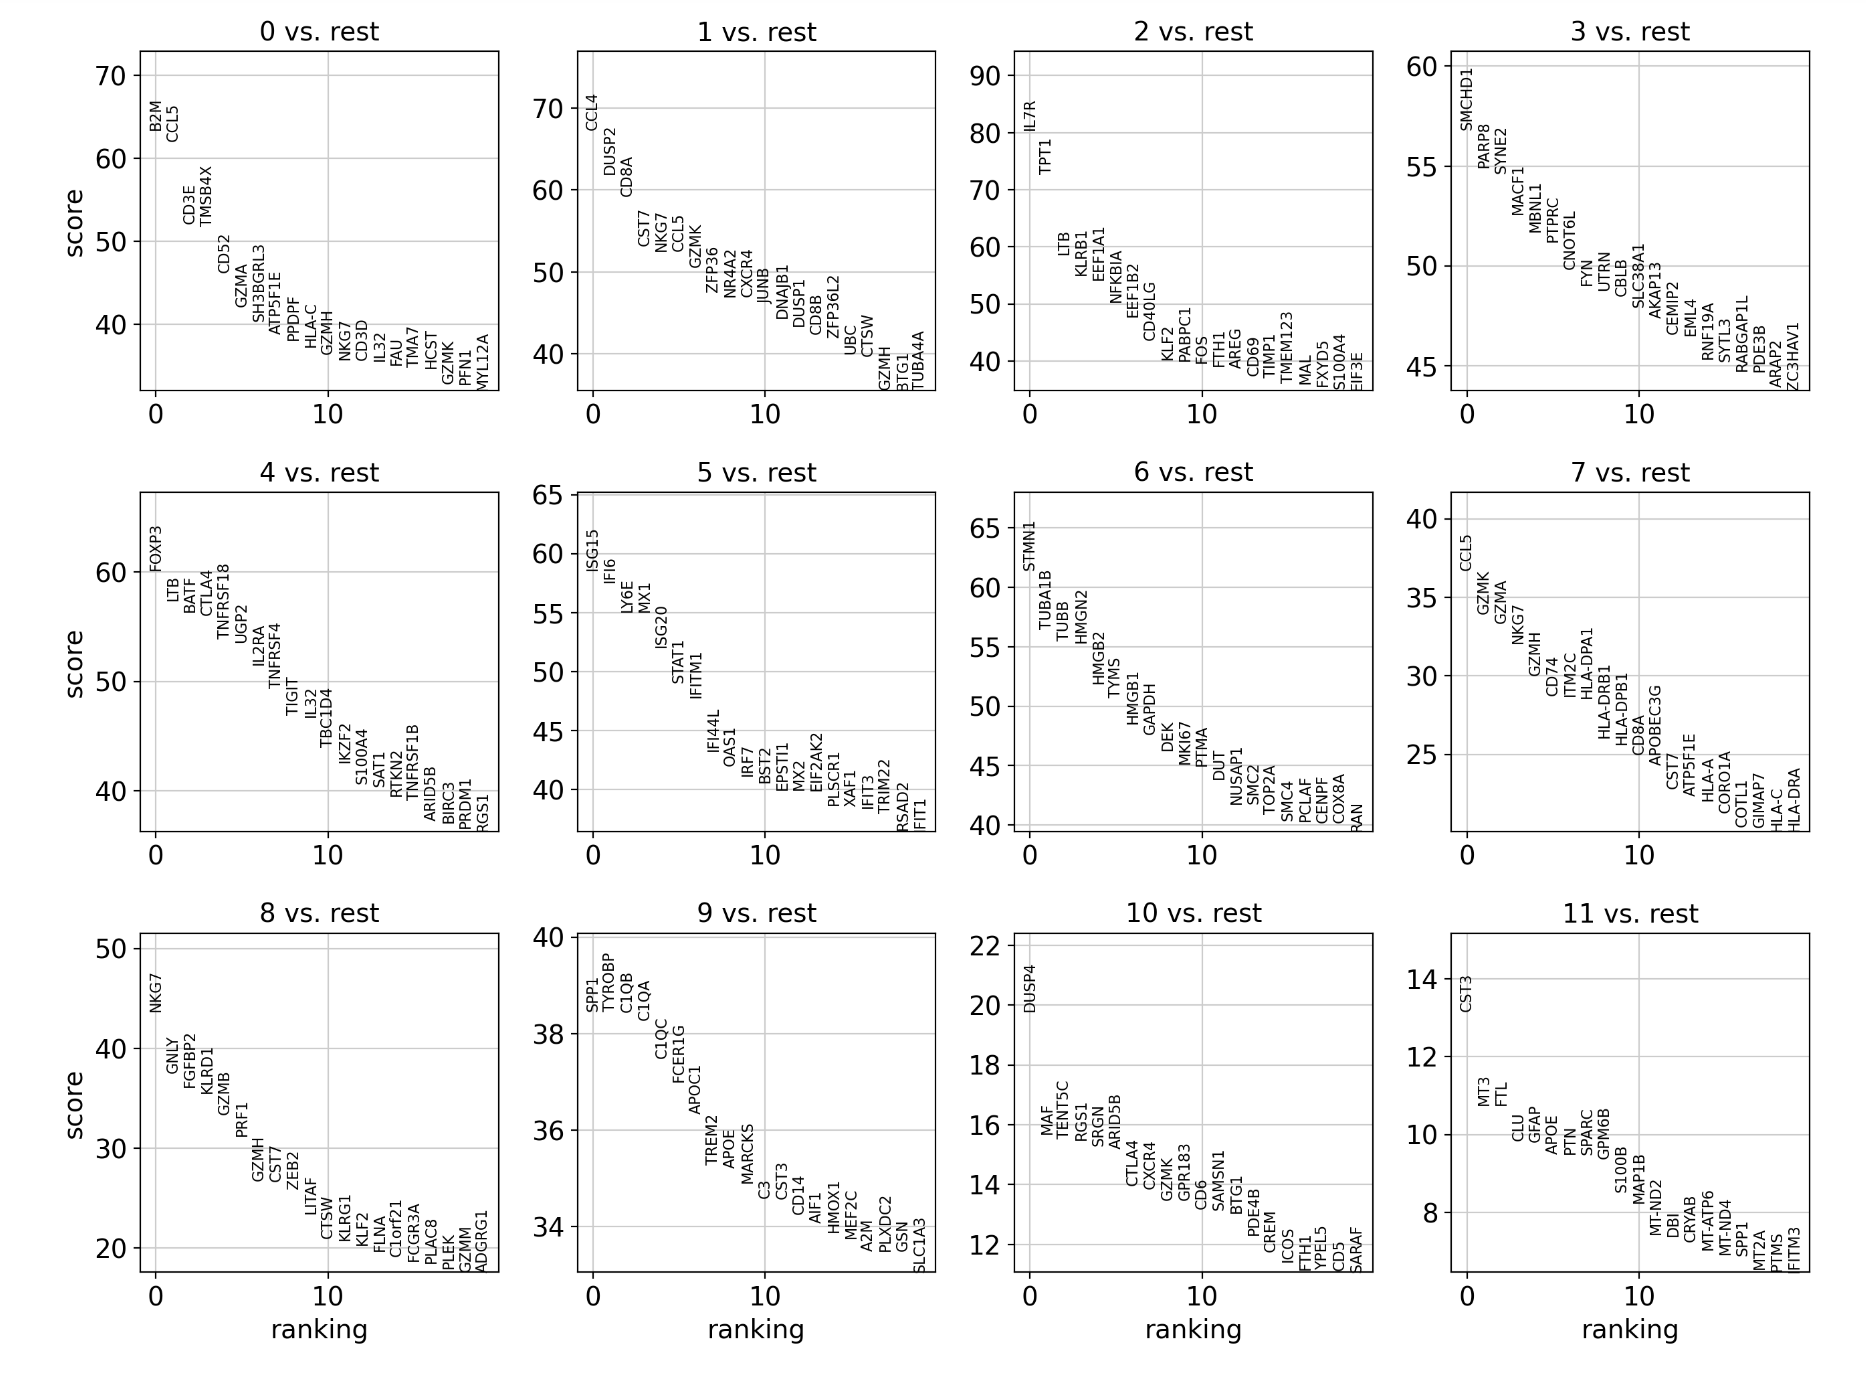 0 vs. rest
score
70
60
50
40
B2M
CCL5
CD3E
TMSB4X
CD52
GZMA
SH3BGRL3
ATP5F1E
PPDPF
HLA-C
GZMH
NKG7
CD3D
IL32
FAU
TMA7
HCST
GZMK
PFN1
MYL12A
0
10
1 vs. rest
70
60
50
40
CCL4
DUSP2
CD8A
CST7
NKG7
CCL5
GZMK
ZFP36
NR4A2
CXCR4
JUNB
DNAJB1
DUSP1
CD8B
ZFP36L2
UBC
CTSW
GZMH
BTG1
TUBA4A
0
10
2 vs. rest
90
80
70
60
50
40
IL7R
TPT1
LTB
KLRB1
EEF1A1
NFKBIA
EEF1B2
CD40LG
KLF2
PABPC1
FOS
FTH1
AREG
CD69
TIMP1
TMEM123
MAL
FXYD5
S100A4
EIF3E
0
10
3 vs. rest
60
55
50
45
SMCHD1
PARP8
SYNE2
MACF1
MBNL1
PTPRC
CNOT6L
FYN
UTRN
CBLB
SLC38A1
AKAP13
CEMIP2
EML4
RNF19A
SYTL3
RABGAP1L
PDE3B
ARAP2
ZC3HAV1
0
10
4 vs. rest
score
60
50
40
FOXP3
LTB
BATF
CTLA4
TNFRSF18
UGP2
IL2RA
TNFRSF4
TIGIT
IL32
TBC1D4
IKZF2
S100A4
SAT1
RTKN2
TNFRSF1B
ARID5B
BIRC3
PRDM1
RGS1
0
10
5 vs. rest
65
60
55
50
45
40
ISG15
IFI6
LY6E
MX1
ISG20
STAT1
IFITM1
IFI44L
OAS1
IRF7
BST2
EPSTI1
MX2
EIF2AK2
PLSCR1
XAF1
IFIT3
TRIM22
RSAD2
FIT1
0
10
6 vs. rest
65
60
55
50
45
40
STMN1
TUBA1B
TUBB
HMGN2
HMGB2
TYMS
HMGB1
GAPDH
DEK
MKI67
PTMA
DUT
NUSAP1
SMC2
TOP2A
SMC4
PCLAF
CENPF
COX8A
RAN
0
10
7 vs. rest
40
35
30
25
CCL5
GZMK
GZMA
NKG7
GZMH
CD74
ITM2C
HLA-DPA1
HLA-DRB1
HLA-DPB1
CD8A
APOBEC3G
CST7
ATP5F1E
HLA-A
CORO1A
COTL1
GIMAP7
HLA-C
HLA-DRA
0
10
8 vs. rest
score
50
40
30
20
NKG7
GNLY
FGFBP2
KLRD1
GZMB
PRF1
GZMH
CST7
ZEB2
LITAF
CTSW
KLRG1
KLF2
FLNA
C1orf21
FCGR3A
PLAC8
PLEK
GZMM
ADGRG1
0
10
ranking
9 vs. rest
40
38
36
34
SPP1
TYROBP
C1QB
C1QA
C1QC
FCER1G
APOC1
TREM2
APOE
MARCKS
C3
CST3
CD14
AIF1
HMOX1
MEF2C
A2M
PLXDC2
GSN
SLC1A3
0
10
ranking
10 vs. rest
22
20
18
16
14
12
DUSP4
MAF
TENT5C
RGS1
SRGN
ARID5B
CTLA4
CXCR4
GZMK
GPR183
CD6
SAMSN1
BTG1
PDE4B
CREM
ICOS
FTH1
YPEL5
CD5
SARAF
0
10
ranking
11 vs. rest
14
12
10
8
CST3
MT3
FTL
CLU
GFAP
APOE
PTN
SPARC
GPM6B
S100B
MAP1B
MT-ND2
DBI
CRYAB
MT-ATP6
MT-ND4
SPP1
MT2A
PTMS
IFITM3
0
10
ranking